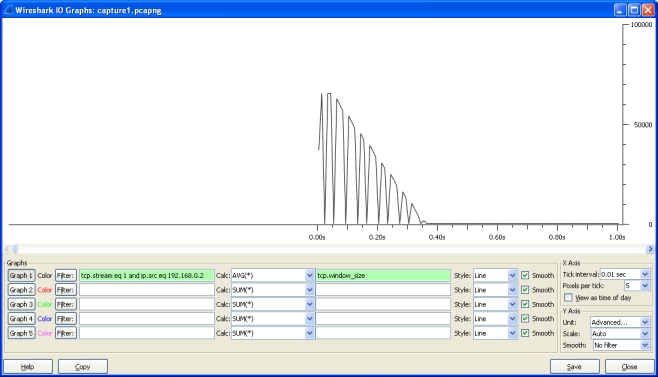 Wireshark IO Graphs: capture1.pcapng
100000
50000
0
0.00s 0.20s 0.40s 0.60s 0.80s 1.00s
Graphs
Graph 1 Color Filter: tcp.stream eq 1 and ip.src eq 192.168.0.2 Calc: AVG(*) tcp.window_size Style: Line Smooth
Graph 2 Color Filter: Calc: SUM(*) Style: Line Smooth
Graph 3 Color Filter: Calc: SUM(*) Style: Line Smooth
Graph 4 Color Filter: Calc: SUM(*) Style: Line Smooth
Graph 5 Color Filter: Calc: SUM(*) Style: Line Smooth
X Axis
Tick interval: 0.01 sec
Pixels per tick: 5
View as time of day
Y Axis
Unit: Advanced...
Scale: Auto
Smooth: No filter
Help Copy Save Close